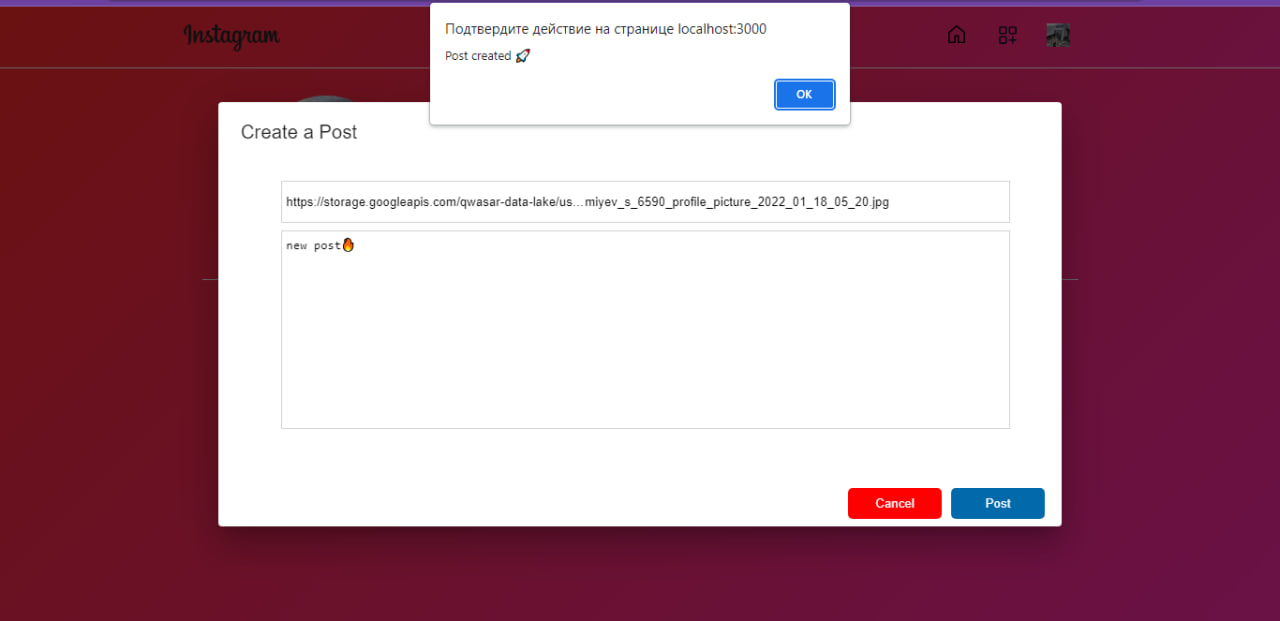 Подтвердите действие на странице localhost:3000
Post created 🚀
OK
Instagram
Create a Post
https://storage.googleapis.com/qwasar-data-lake/us...miyev_s_6590_profile_picture_2022_01_18_05_20.jpg
new post🔥
Cancel
Post